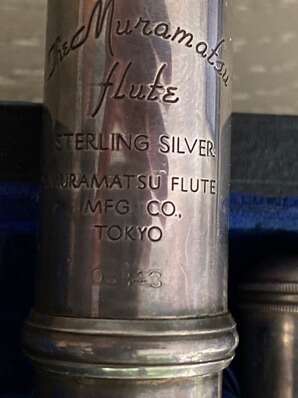 The Muramatsu
flute
STERLING SILVER
MURAMATSU FLUTE
MFG. CO.,
TOKYO